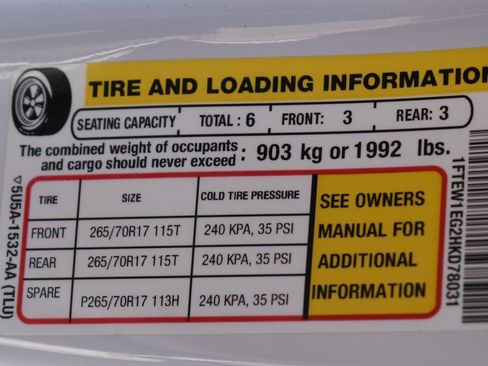 TIRE AND LOADING INFORMATION
SEATING CAPACITY TOTAL : 6 FRONT: 3 REAR: 3
The combined weight of occupants
and cargo should never exceed : 903 kg or 1992 lbs.
TIRE SIZE COLD TIRE PRESSURE
FRONT 265/70R17 115T 240 KPA, 35 PSI
REAR 265/70R17 115T 240 KPA, 35 PSI
SPARE P265/70R17 113H 240 KPA, 35 PSI
SEE OWNERS
MANUAL FOR
ADDITIONAL
INFORMATION
5U5A-1532-AA (TLU)
1FTEW1EG2HKD78031